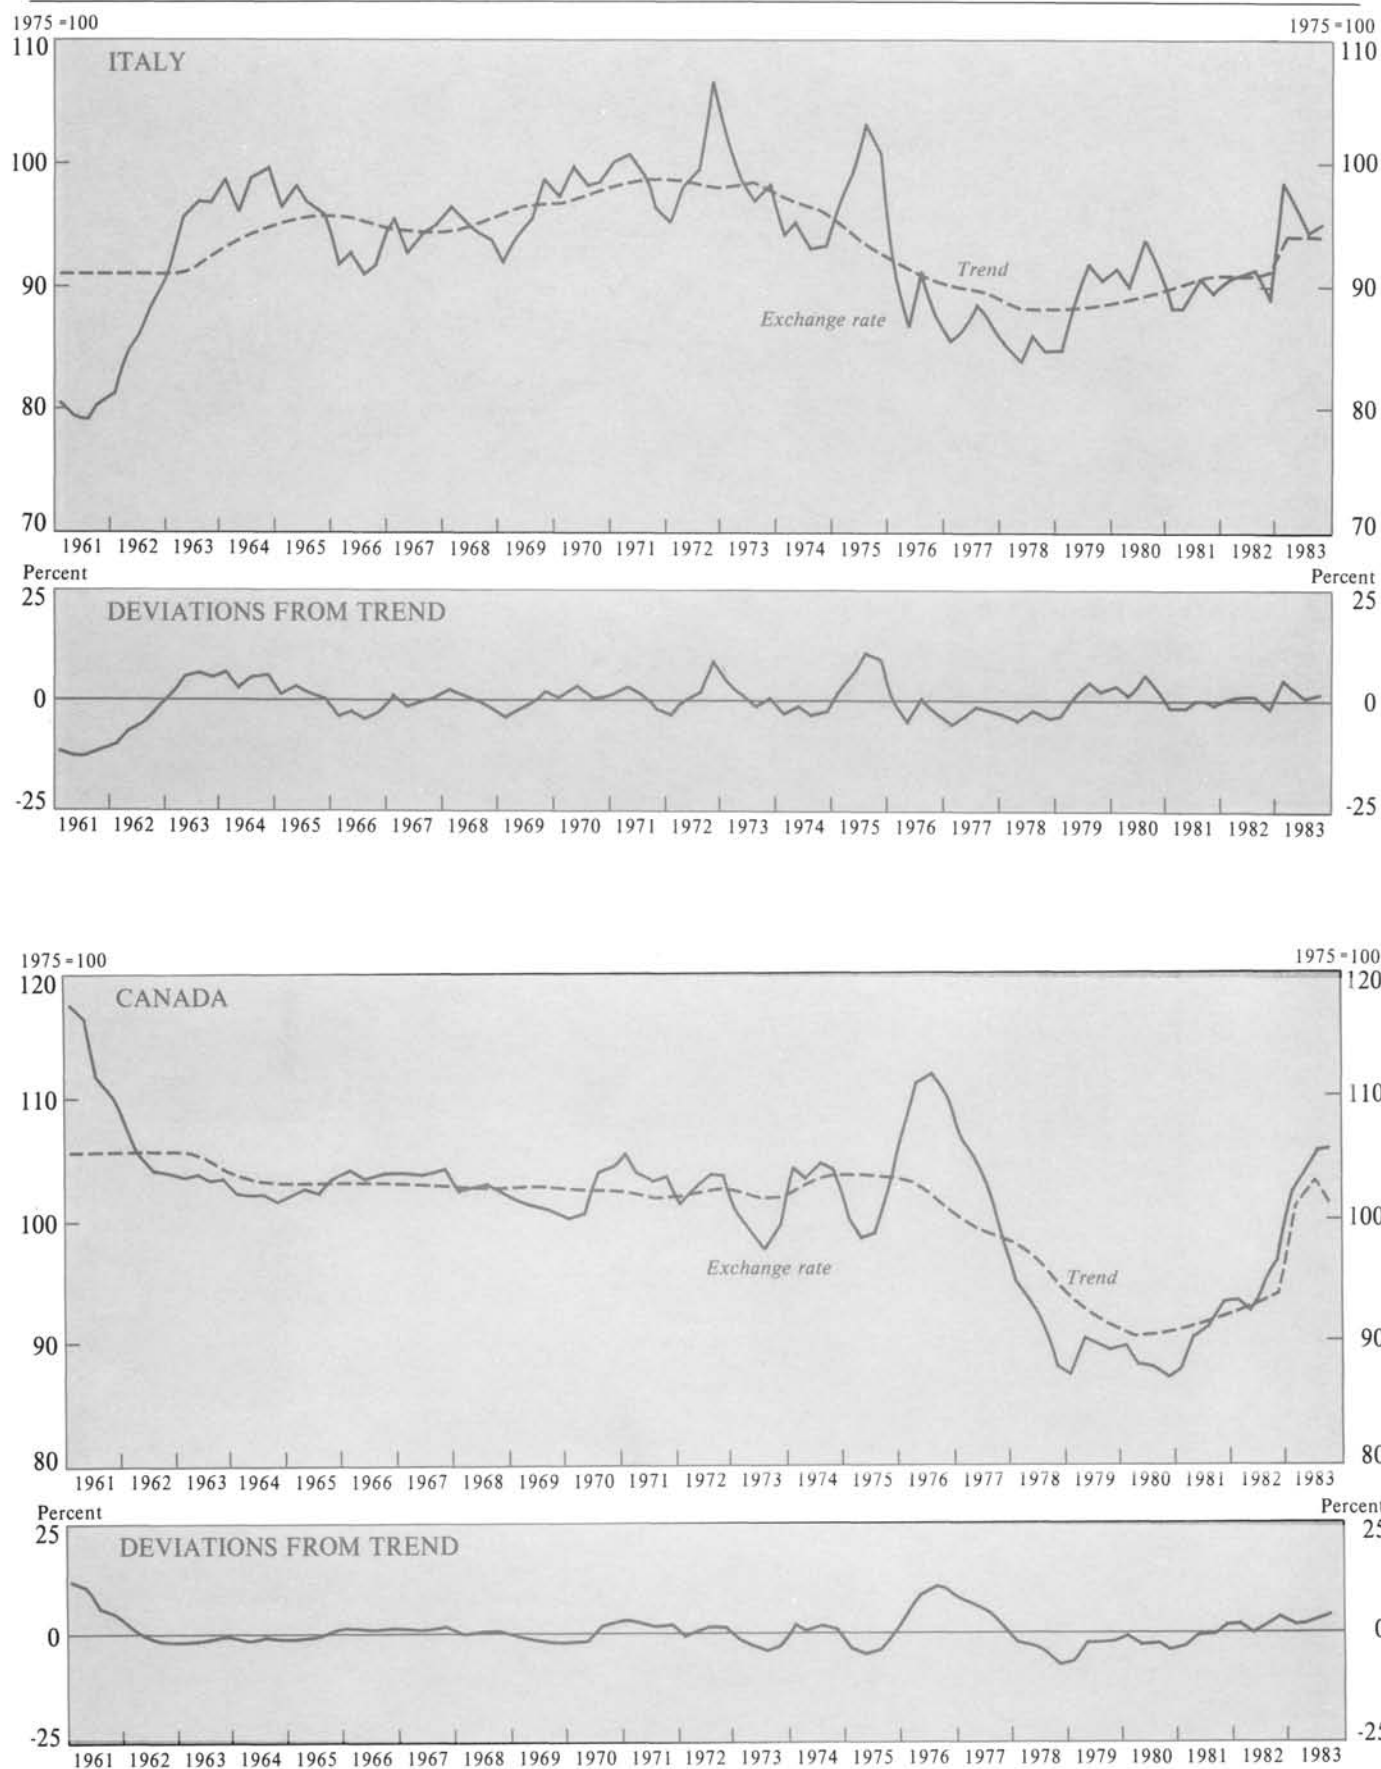 1975=100 1975=100
110 110
ITALY
100 100
Trend
90 90
Exchange rate
80 80
70 70
1961 1962 1963 1964 1965 1966 1967 1968 1969 1970 1971 1972 1973 1974 1975 1976 1977 1978 1979 1980 1981 1982 1983
Percent Percent
25 25
DEVIATIONS FROM TREND
0 0
-25 -25
1961 1962 1963 1964 1965 1966 1967 1968 1969 1970 1971 1972 1973 1974 1975 1976 1977 1978 1979 1980 1981 1982 1983
1975=100 1975=100
120 120
CANADA
110 110
100 100
Exchange rate
Trend
90 90
80 80
1961 1962 1963 1964 1965 1966 1967 1968 1969 1970 1971 1972 1973 1974 1975 1976 1977 1978 1979 1980 1981 1982 1983
Percent Percent
25 25
DEVIATIONS FROM TREND
0 0
-25 -25
1961 1962 1963 1964 1965 1966 1967 1968 1969 1970 1971 1972 1973 1974 1975 1976 1977 1978 1979 1980 1981 1982 1983